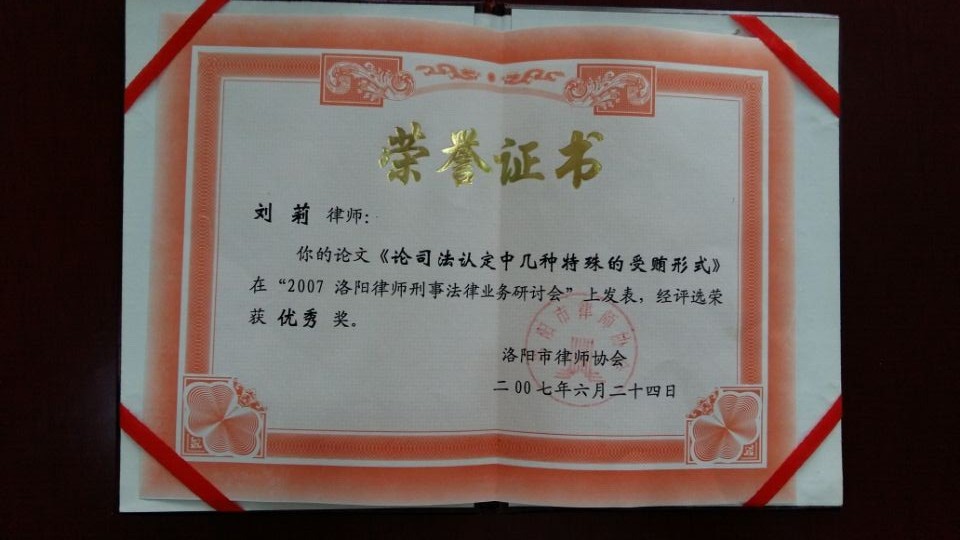 荣誉证书
刘莉 律师：
你的论文《论司法认定中几种特殊的受贿形式》
在“2007 洛阳律师刑事法律业务研讨会”上发表，经评选荣
获 优秀 奖。
洛阳市律师协会
二00七年六月二十四日